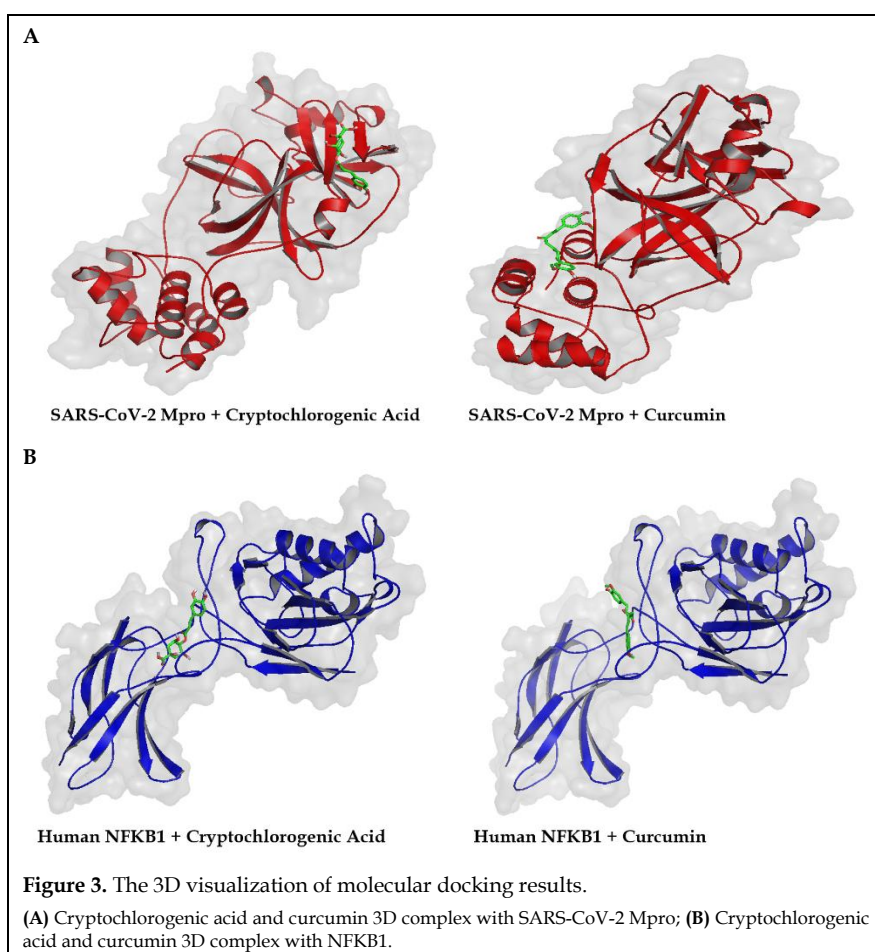 A
SARS-CoV-2 Mpro + Cryptochlorogenic Acid
SARS-CoV-2 Mpro + Curcumin
B
Human NFKB1 + Cryptochlorogenic Acid
Human NFKB1 + Curcumin
Figure 3. The 3D visualization of molecular docking results.
(A) Cryptochlorogenic acid and curcumin 3D complex with SARS-CoV-2 Mpro; (B) Cryptochlorogenic
acid and curcumin 3D complex with NFKB1.